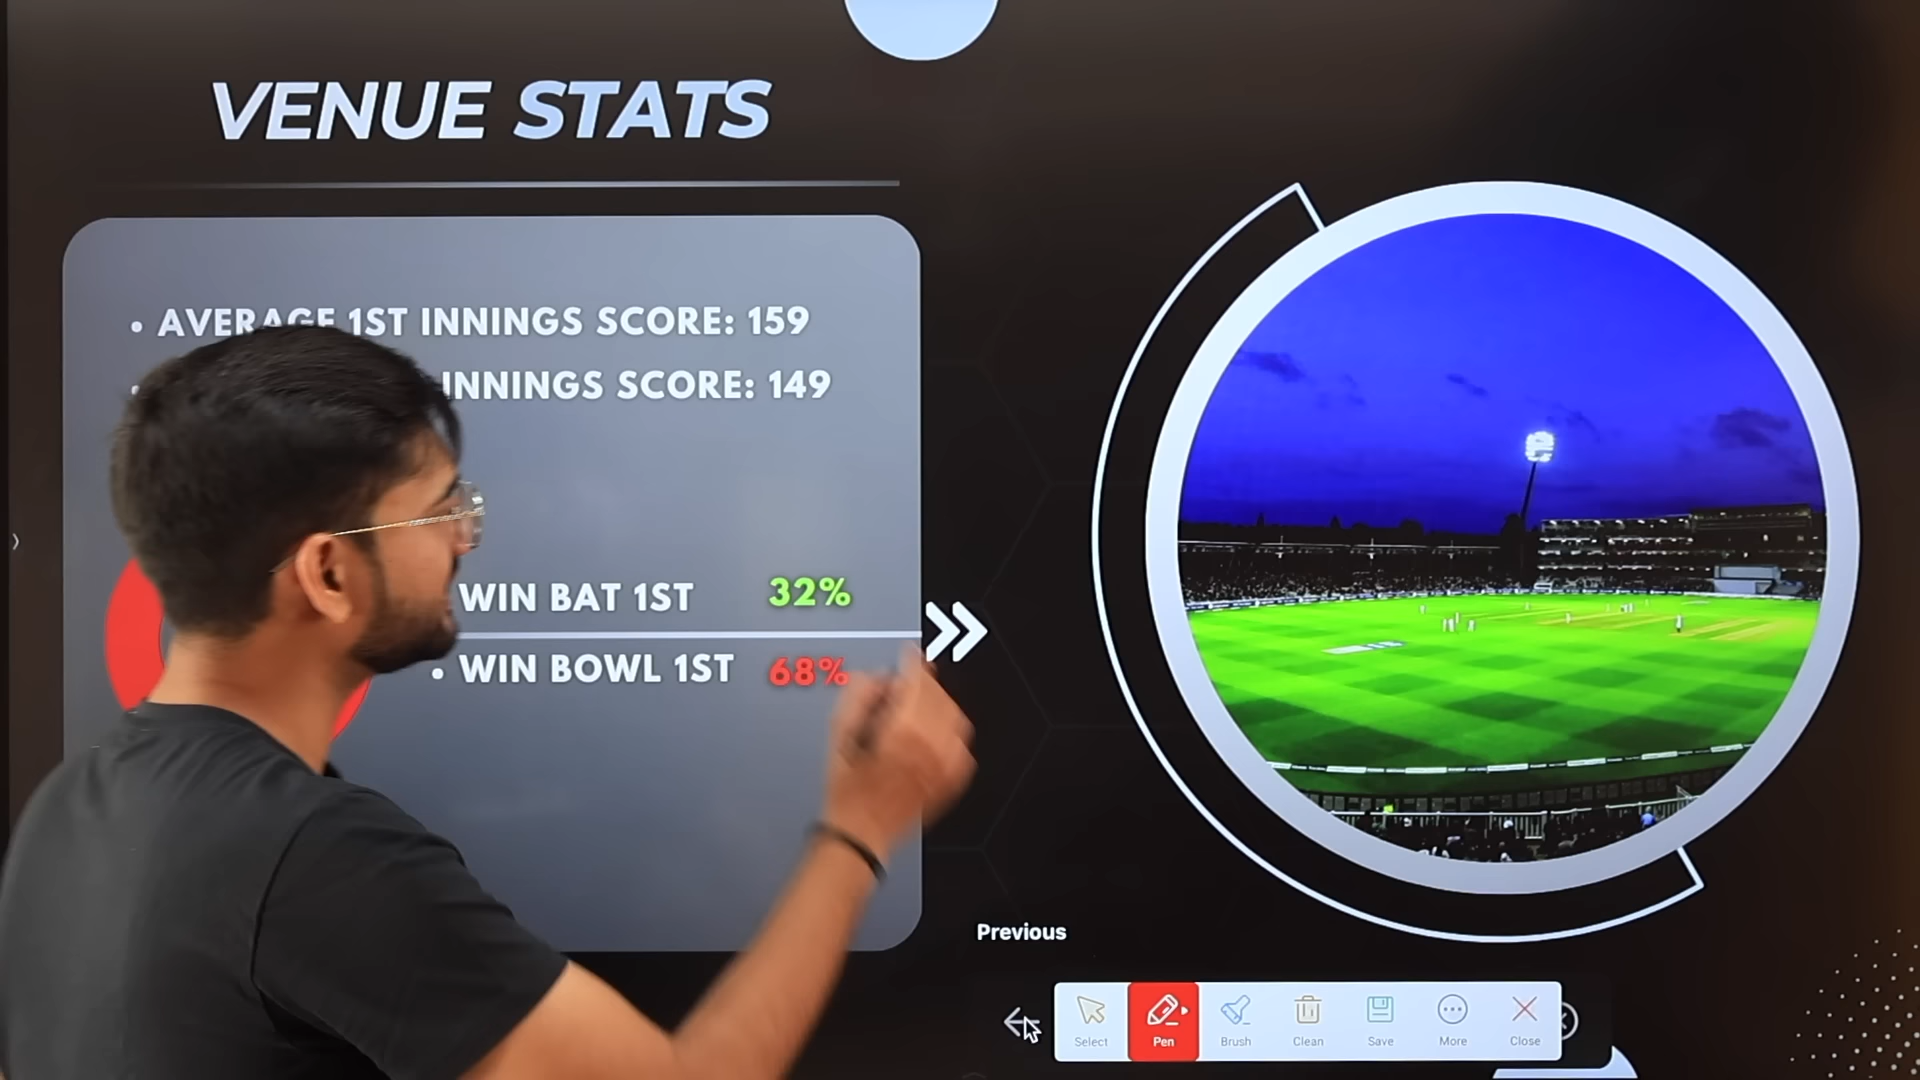 VENUE STATS
• AVERAGE 1ST INNINGS SCORE: 159
INNINGS SCORE: 149
WIN BAT 1ST 32%
• WIN BOWL 1ST 68%
Previous
Select Pen Brush Clean Save More Close